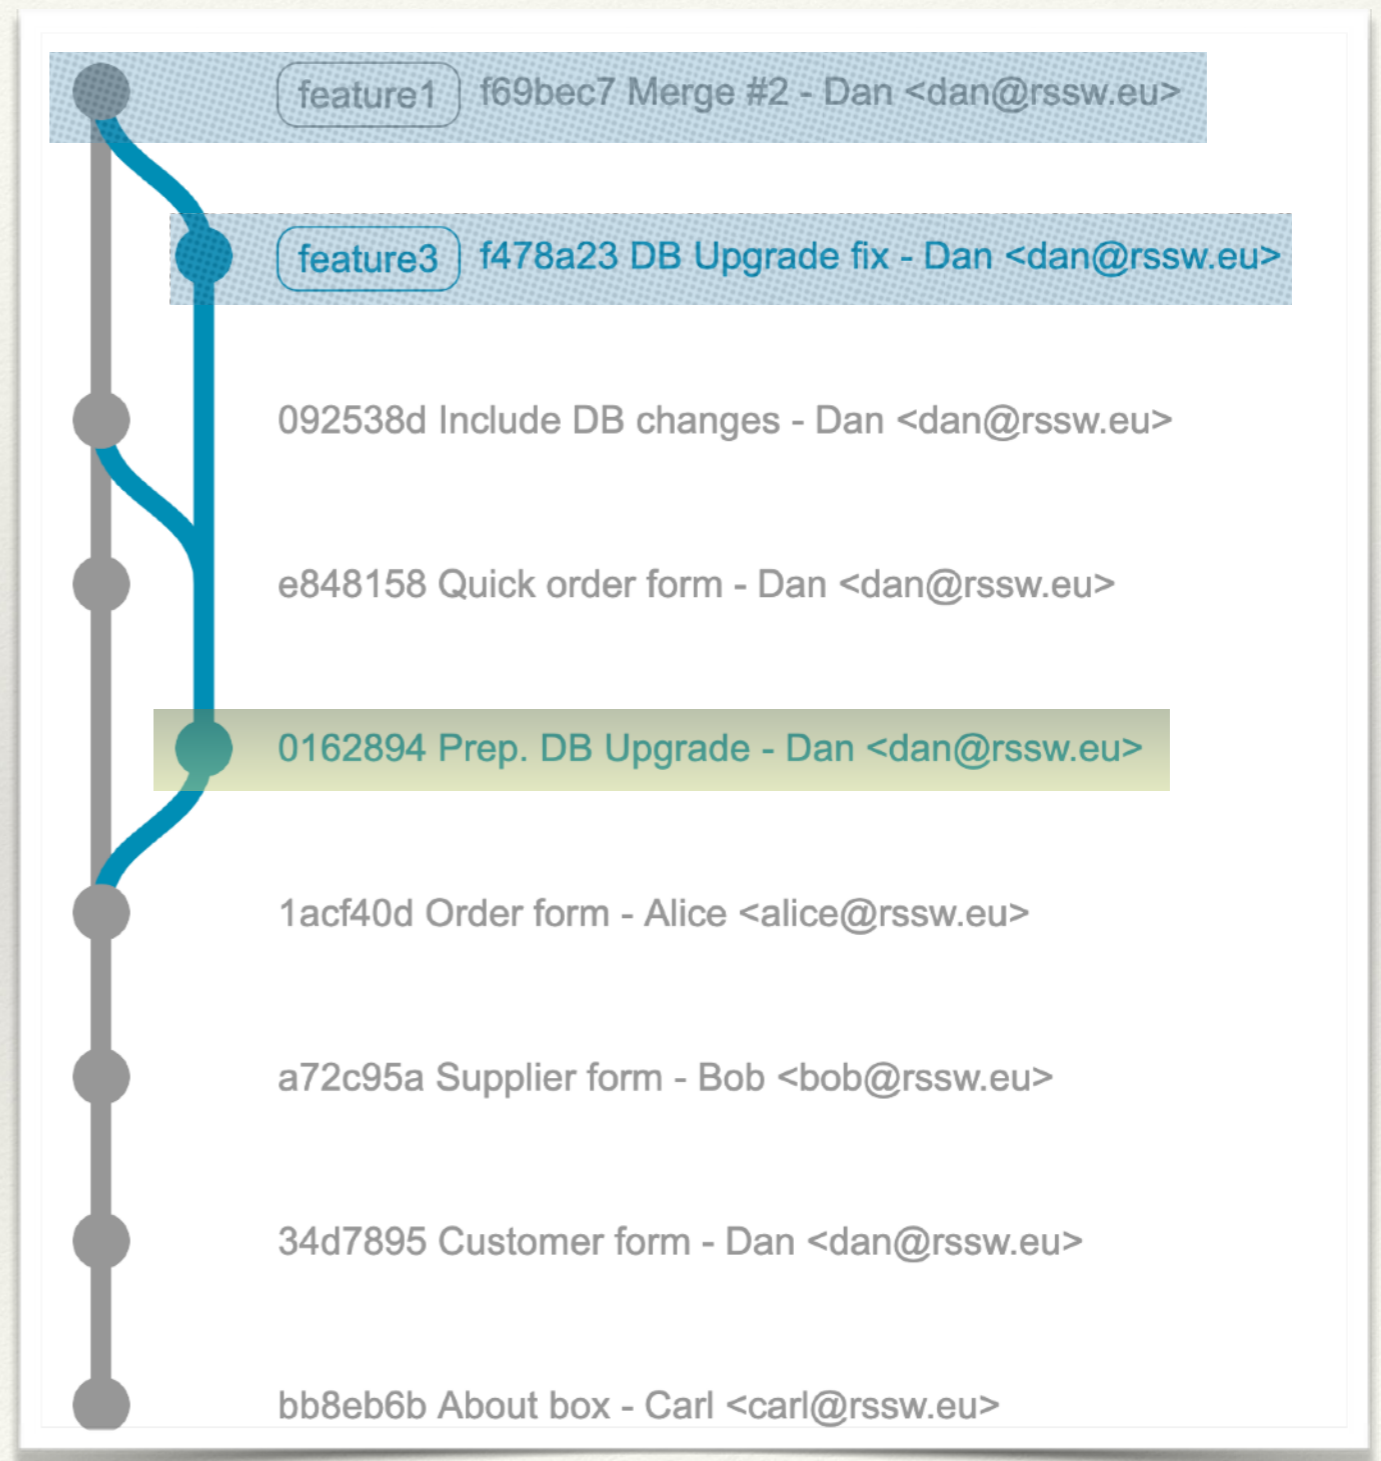 feature1 f69bec7 Merge #2 - Dan <dan@rssw.eu>
feature3 f478a23 DB Upgrade fix - Dan <dan@rssw.eu>
092538d Include DB changes - Dan <dan@rssw.eu>
e848158 Quick order form - Dan <dan@rssw.eu>
0162894 Prep. DB Upgrade - Dan <dan@rssw.eu>
1acf40d Order form - Alice <alice@rssw.eu>
a72c95a Supplier form - Bob <bob@rssw.eu>
34d7895 Customer form - Dan <dan@rssw.eu>
bb8eb6b About box - Carl <carl@rssw.eu>